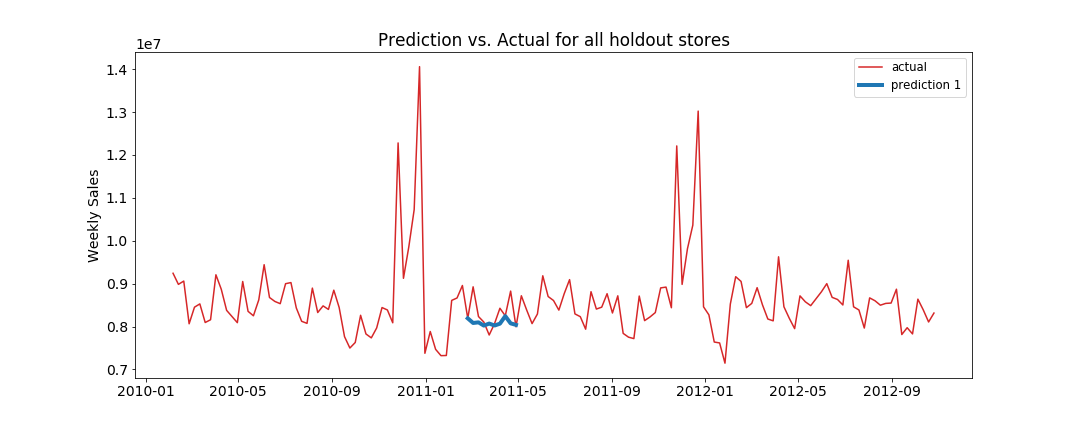 Prediction vs. Actual for all holdout stores
1e7
actual
prediction 1
1.4
1.3
1.2
1.1
1.0
0.9
0.8
0.7
Weekly Sales
2010-01 2010-05 2010-09 2011-01 2011-05 2011-09 2012-01 2012-05 2012-09